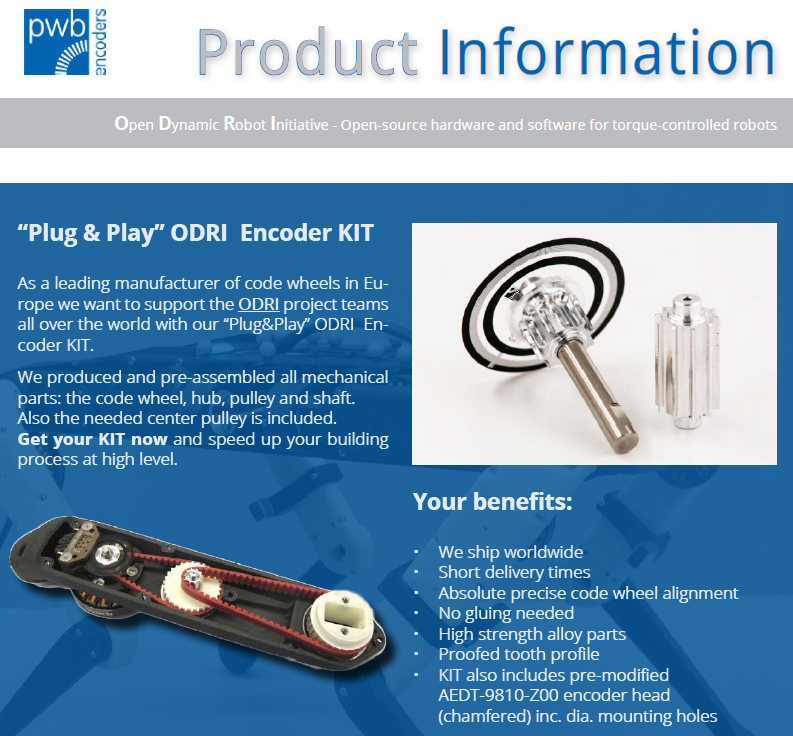 pwb
encoders
Product Information
Open Dynamic Robot Initiative - Open-source hardware and software for torque-controlled robots
“Plug & Play” ODRI Encoder KIT
As a leading manufacturer of code wheels in Eu-
rope we want to support the ODRI project teams
all over the world with our “Plug&Play” ODRI En-
coder KIT.
We produced and pre-assembled all mechanical
parts: the code wheel, hub, pulley and shaft.
Also the needed center pulley is included.
Get your KIT now and speed up your building
process at high level.
Your benefits:
· We ship worldwide
· Short delivery times
· Absolute precise code wheel alignment
· No gluing needed
· High strength alloy parts
· Proofed tooth profile
· KIT also includes pre-modified
AEDT-9810-Z00 encoder head
(chamfered) inc. dia. mounting holes